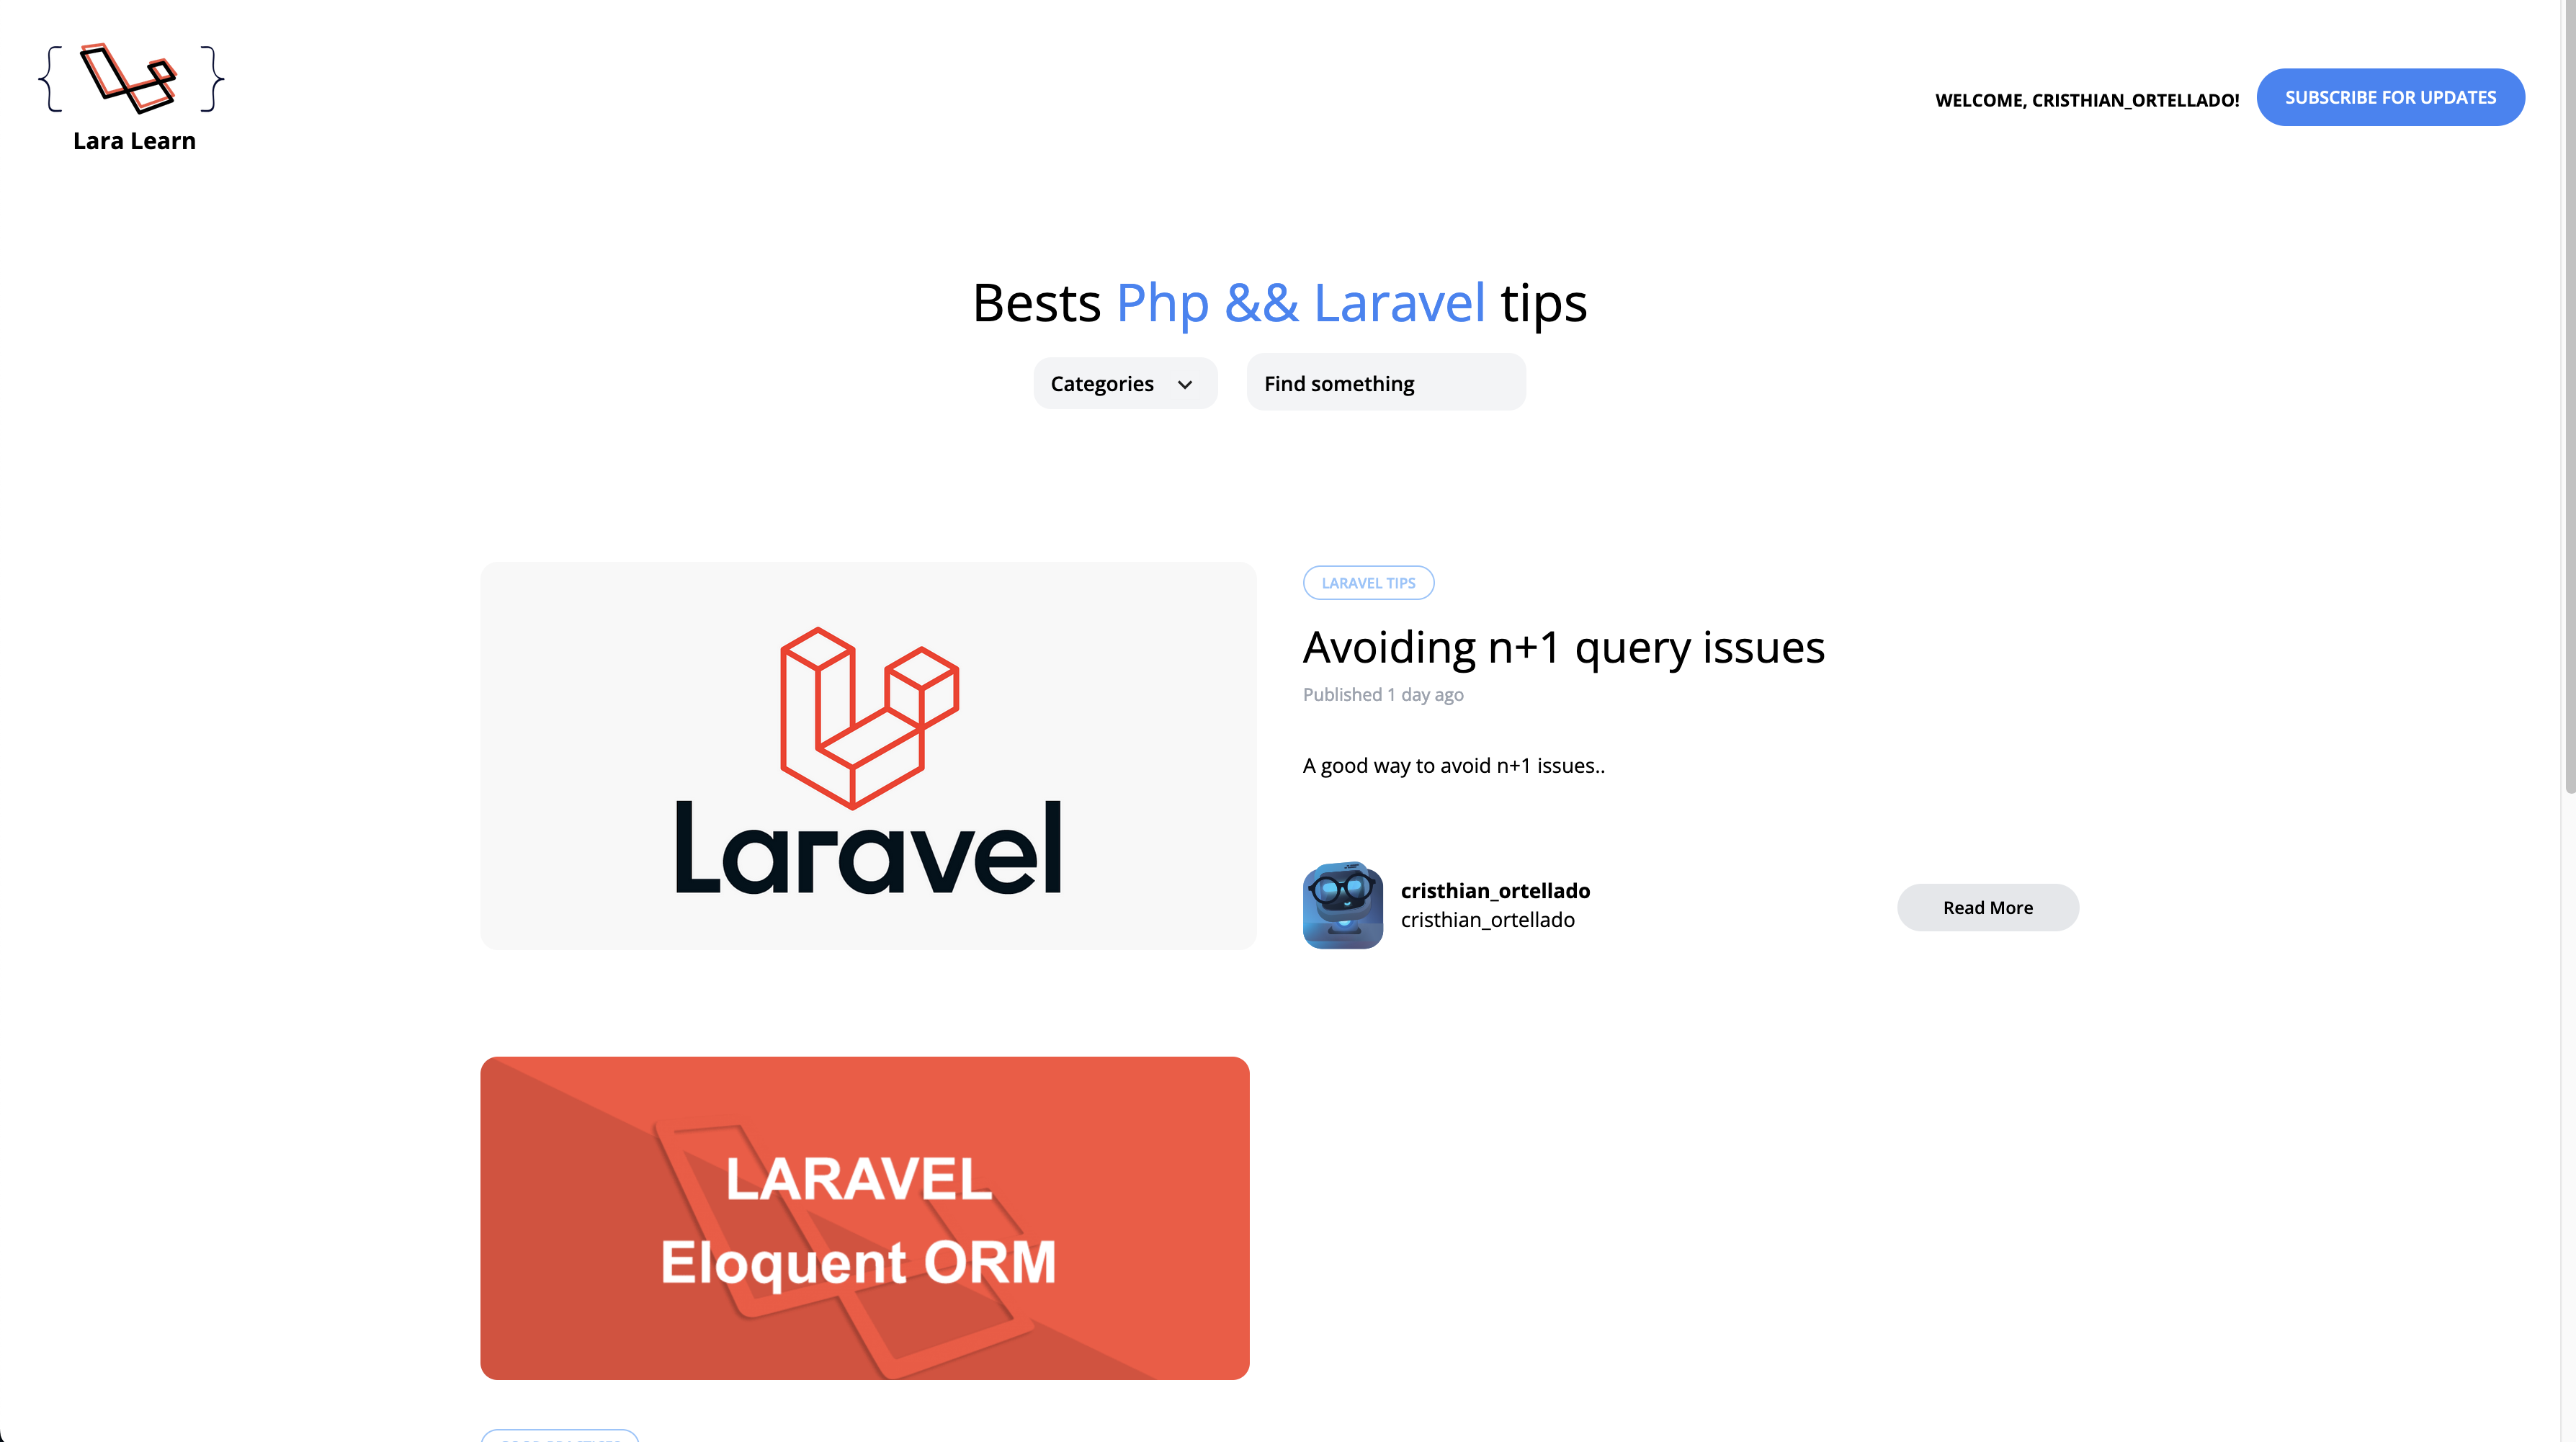 Lara Learn
WELCOME, CRISTHIAN_ORTELLADO!
SUBSCRIBE FOR UPDATES
Bests Php && Laravel tips
Categories
Find something
Laravel
LARAVEL TIPS
Avoiding n+1 query issues
Published 1 day ago
A good way to avoid n+1 issues..
cristhian_ortellado
cristhian_ortellado
Read More
LARAVEL
Eloquent ORM